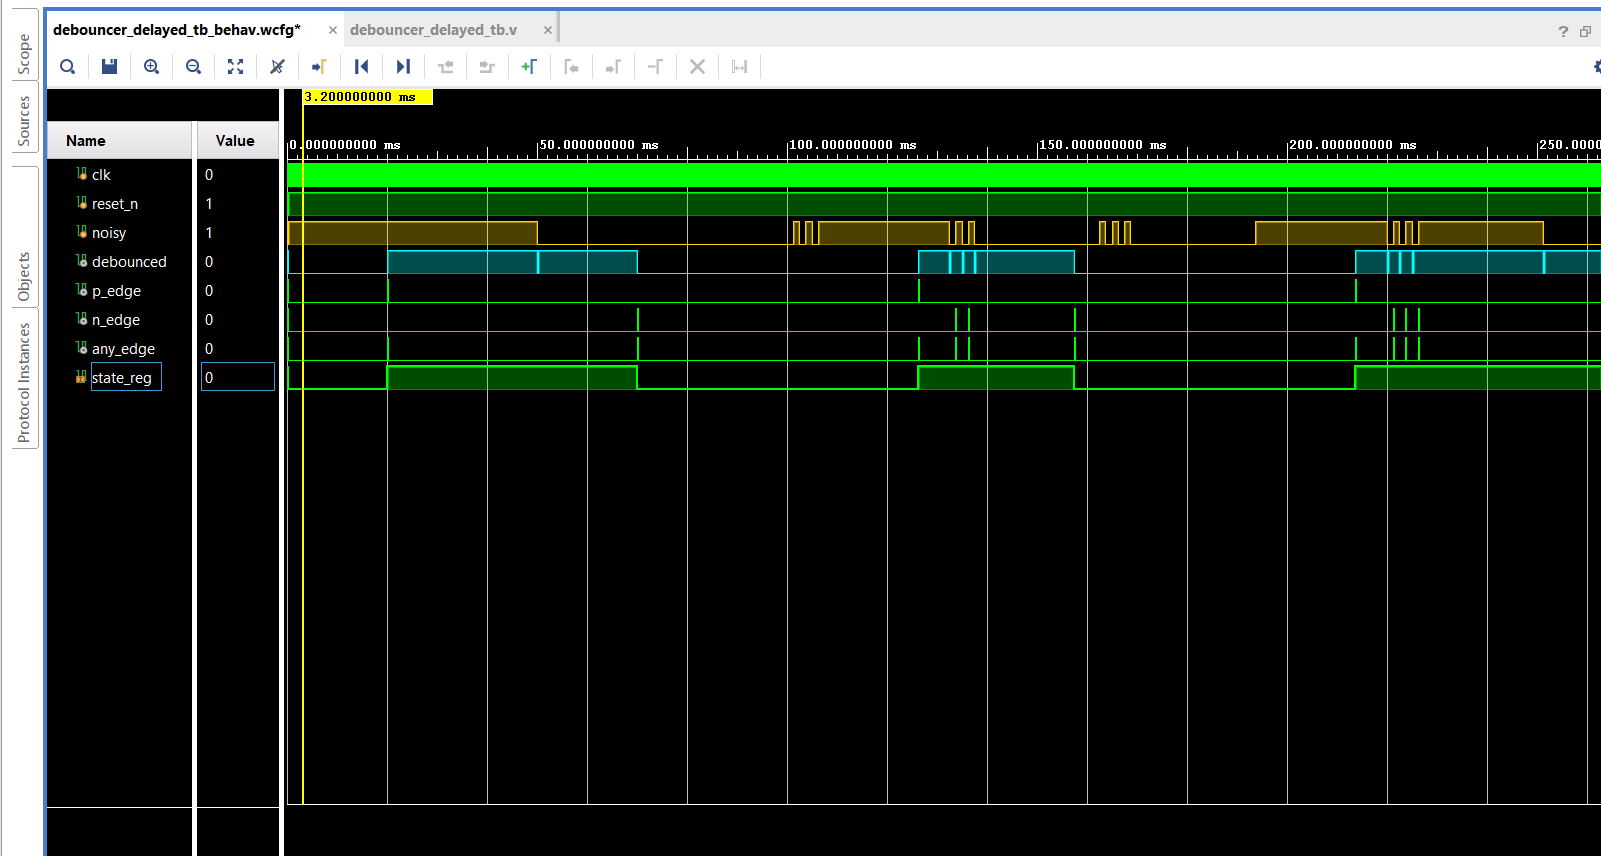 debouncer_delayed_tb_behav.wcfg* × debouncer_delayed_tb.v ×
?
Scope
Sources
Objects
Protocol Instances
3.200000000 ms
Name Value
0.000000000 ms 50.000000000 ms 100.000000000 ms 150.000000000 ms 200.000000000 ms 250.0000
clk 0
reset_n 1
noisy 1
debounced 0
p_edge 0
n_edge 0
any_edge 0
state_reg 0